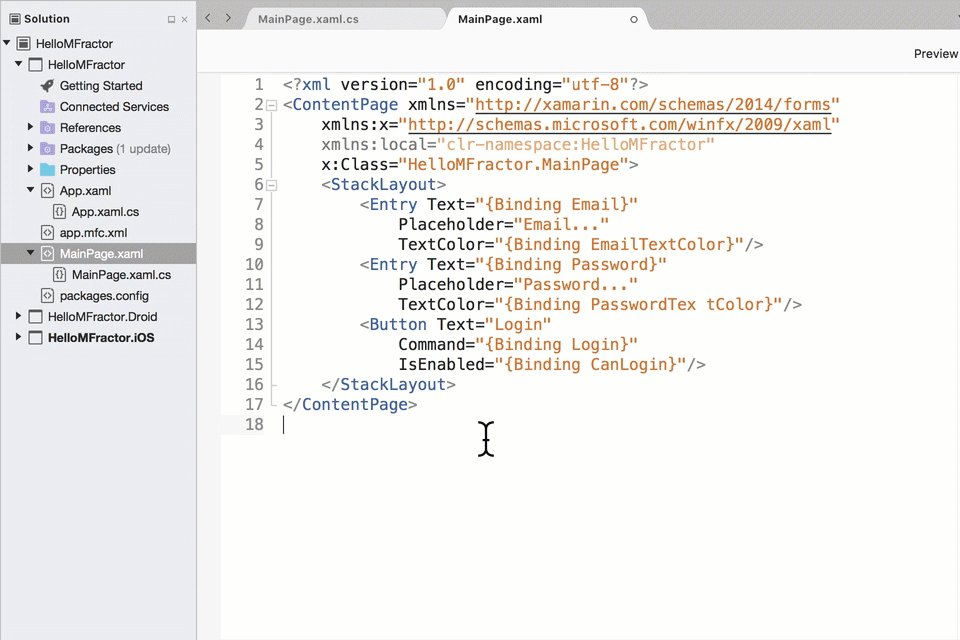 Solution
HelloMFractor
HelloMFractor
Getting Started
Connected Services
References
Packages (1 update)
Properties
App.xaml
App.xaml.cs
app.mfc.xml
MainPage.xaml
MainPage.xaml.cs
packages.config
HelloMFractor.Droid
HelloMFractor.iOS
MainPage.xaml.cs
MainPage.xaml
Preview
1 <?xml version="1.0" encoding="utf-8"?>
2 <ContentPage xmlns="http://xamarin.com/schemas/2014/forms"
3 xmlns:x="http://schemas.microsoft.com/winfx/2009/xaml"
4 xmlns:local="clr-namespace:HelloMFractor"
5 x:Class="HelloMFractor.MainPage">
6 <StackLayout>
7 <Entry Text="{Binding Email}"
8 Placeholder="Email..."
9 TextColor="{Binding EmailTextColor}"/>
10 <Entry Text="{Binding Password}"
11 Placeholder="Password..."
12 TextColor="{Binding PasswordTex tColor}"/>
13 <Button Text="Login"
14 Command="{Binding Login}"
15 IsEnabled="{Binding CanLogin}"/>
16 </StackLayout>
17 </ContentPage>
18